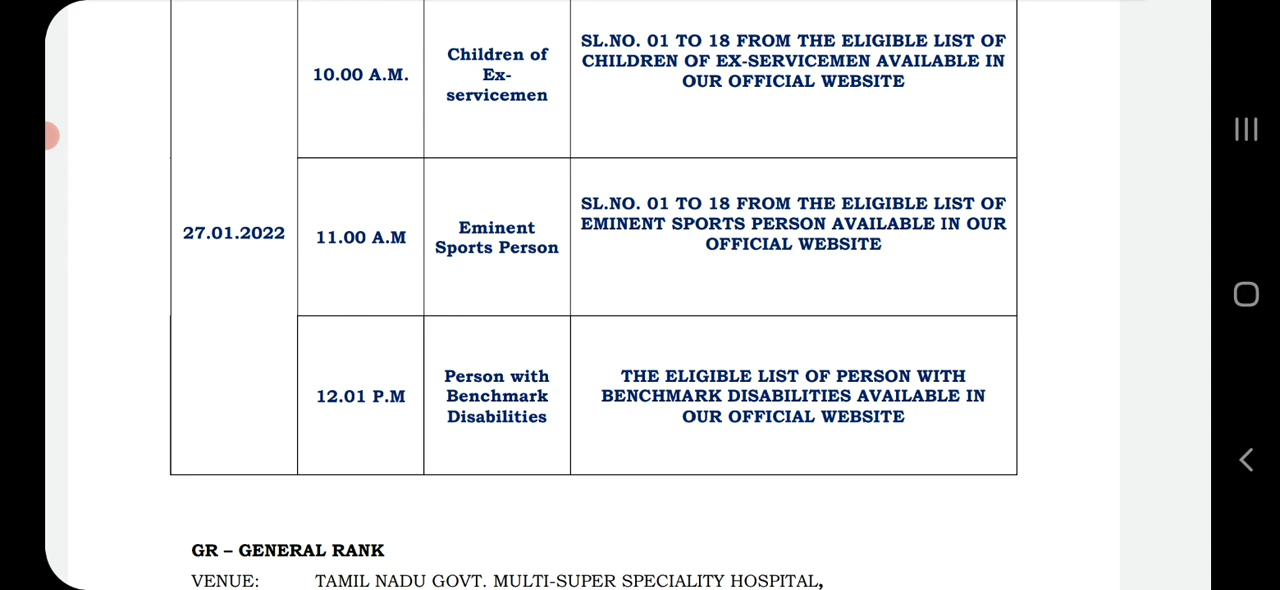 10.00 A.M.
Children of
Ex-
servicemen
SL.NO. 01 TO 18 FROM THE ELIGIBLE LIST OF
CHILDREN OF EX-SERVICEMEN AVAILABLE IN
OUR OFFICIAL WEBSITE
27.01.2022
11.00 A.M
Eminent
Sports Person
SL.NO. 01 TO 18 FROM THE ELIGIBLE LIST OF
EMINENT SPORTS PERSON AVAILABLE IN OUR
OFFICIAL WEBSITE
12.01 P.M
Person with
Benchmark
Disabilities
THE ELIGIBLE LIST OF PERSON WITH
BENCHMARK DISABILITIES AVAILABLE IN
OUR OFFICIAL WEBSITE
GR – GENERAL RANK
VENUE: TAMIL NADU GOVT. MULTI-SUPER SPECIALITY HOSPITAL,